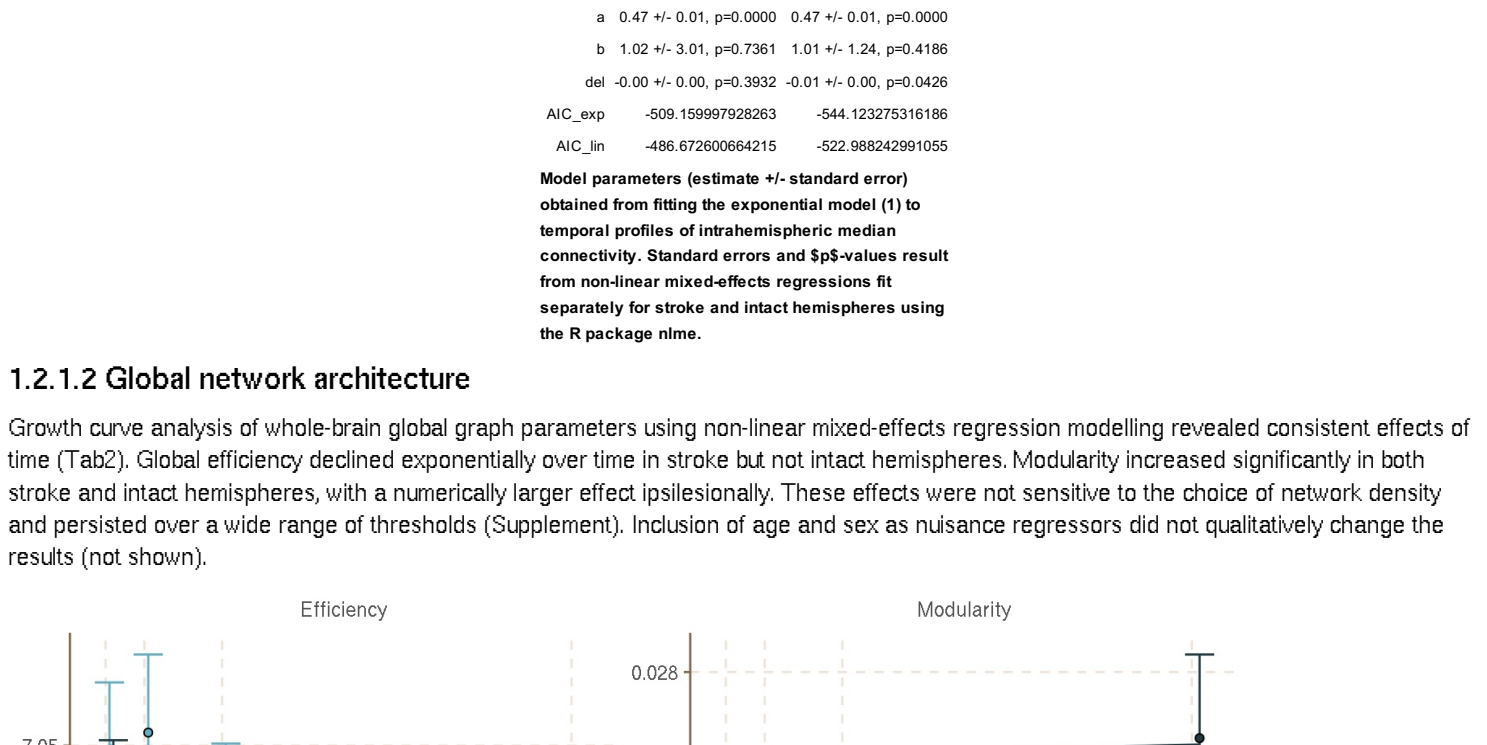 a 0.47 +/- 0.01, p=0.0000 0.47 +/- 0.01, p=0.0000
b 1.02 +/- 3.01, p=0.7361 1.01 +/- 1.24, p=0.4186
del -0.00 +/- 0.00, p=0.3932 -0.01 +/- 0.00, p=0.0426
AIC_exp -509.159997928263 -544.123275316186
AIC_lin -486.672600664215 -522.988242991055
Model parameters (estimate +/- standard error)
obtained from fitting the exponential model (1) to
temporal profiles of intrahemispheric median
connectivity. Standard errors and $p$-values result
from non-linear mixed-effects regressions fit
separately for stroke and intact hemispheres using
the R package nlme.
1.2.1.2 Global network architecture
Growth curve analysis of whole-brain global graph parameters using non-linear mixed-effects regression modelling revealed consistent effects of
time (Tab2). Global efficiency declined exponentially over time in stroke but not intact hemispheres. Modularity increased significantly in both
stroke and intact hemispheres, with a numerically larger effect ipsilesionally. These effects were not sensitive to the choice of network density
and persisted over a wide range of thresholds (Supplement). Inclusion of age and sex as nuisance regressors did not qualitatively change the
results (not shown).
Efficiency
Modularity
0.028
7.05